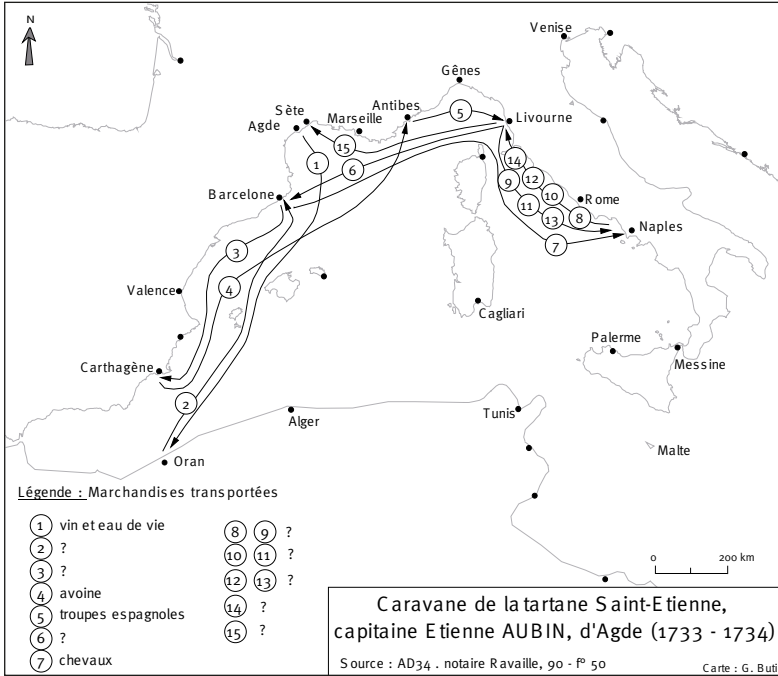 N
Venise
Gênes
Sète
Antibes
Marseille
Agde
5
Livourne
15
1
14
6
12
9
10
Barcelone
Rome
11
8
13
3
Naples
7
4
Valence
Cagliari
Palerme
Carthagène
Messine
2
Alger
Tunis
Malte
Oran
Légende : Marchandises transportées
1 vin et eau de vie
2 ?
3 ?
4 avoine
5 troupes espagnoles
6 ?
7 chevaux
8 9 ?
10 11 ?
12 13 ?
14 ?
15 ?
0 200 km
Caravane de la tartane Saint-Etienne,
capitaine Etienne AUBIN, d'Agde (1733 - 1734)
Source : AD34 . notaire Ravaille, 90 - f° 50
Carte : G. Buti